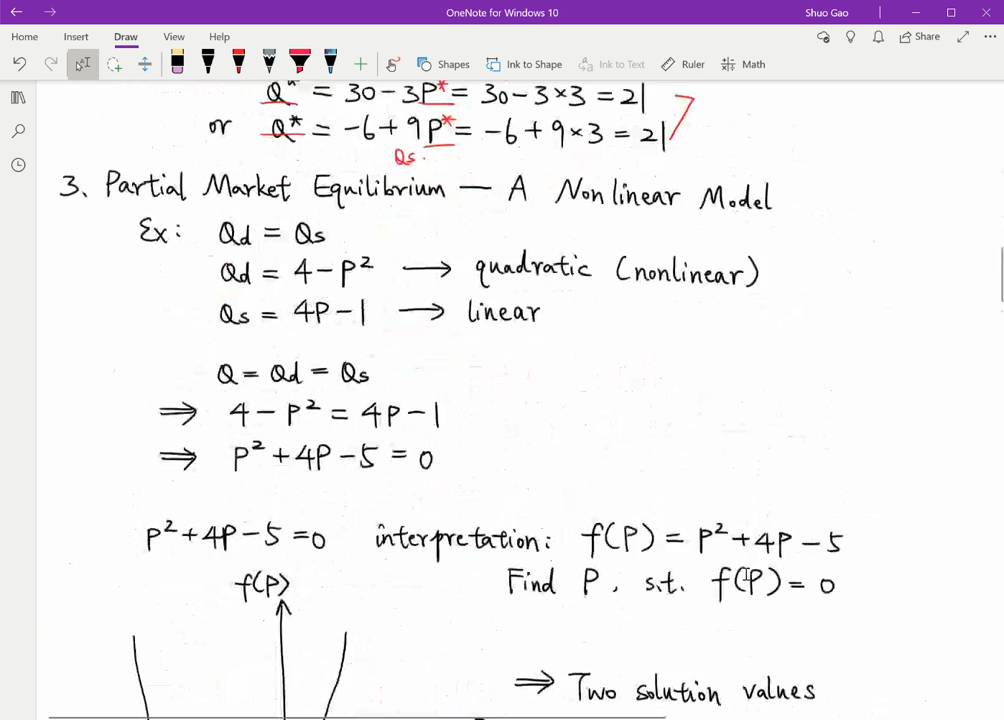 OneNote for Windows 10
Shuo Gao
Home Insert Draw View Help
Share
Shapes Ink to Shape Ink to Text Ruler Math
Q* = 30 - 3P* = 30 - 3 × 3 = 21
or Q* = -6 + 9P* = -6 + 9 × 3 = 21
Qs.
3、Partial Market Equilibrium — A Nonlinear Model
Ex: Qd = Qs
Qd = 4 - P² → quadratic (nonlinear)
Qs = 4P - 1 → linear
Q = Qd = Qs
⇒ 4 - P² = 4P - 1
⇒ P² + 4P - 5 = 0
P² + 4P - 5 = 0 interpretation: f(P) = P² + 4P - 5
f(P) Find P, s.t. f(P) = 0
⇒ Two solution values